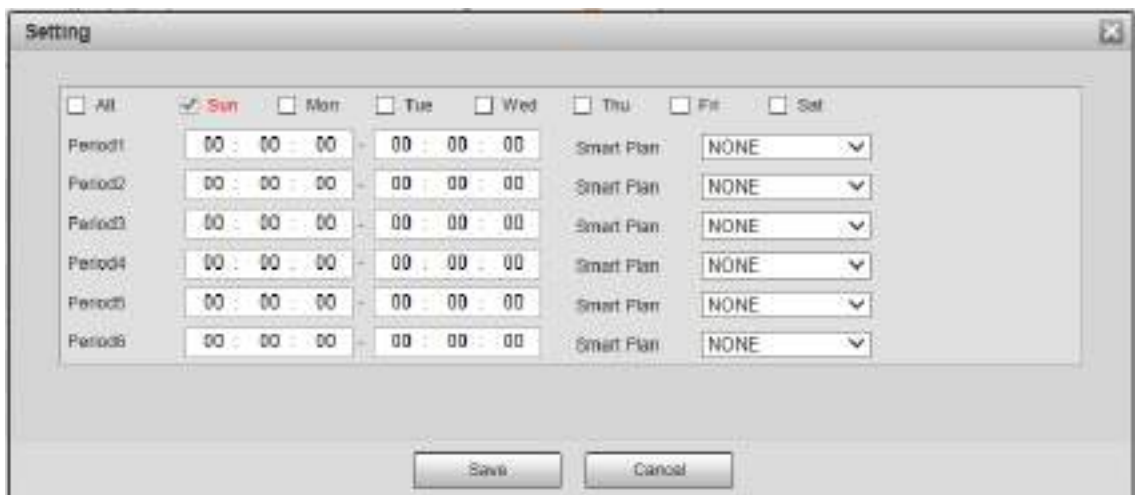 Setting
All Sun Mon Tue Wed Thu Fri Sat
Period1 00 : 00 : 00 - 00 : 00 : 00 Smart Plan NONE
Period2 00 : 00 : 00 - 00 : 00 : 00 Smart Plan NONE
Period3 00 : 00 : 00 - 00 : 00 : 00 Smart Plan NONE
Period4 00 : 00 : 00 - 00 : 00 : 00 Smart Plan NONE
Period5 00 : 00 : 00 - 00 : 00 : 00 Smart Plan NONE
Period6 00 : 00 : 00 - 00 : 00 : 00 Smart Plan NONE
Save Cancel